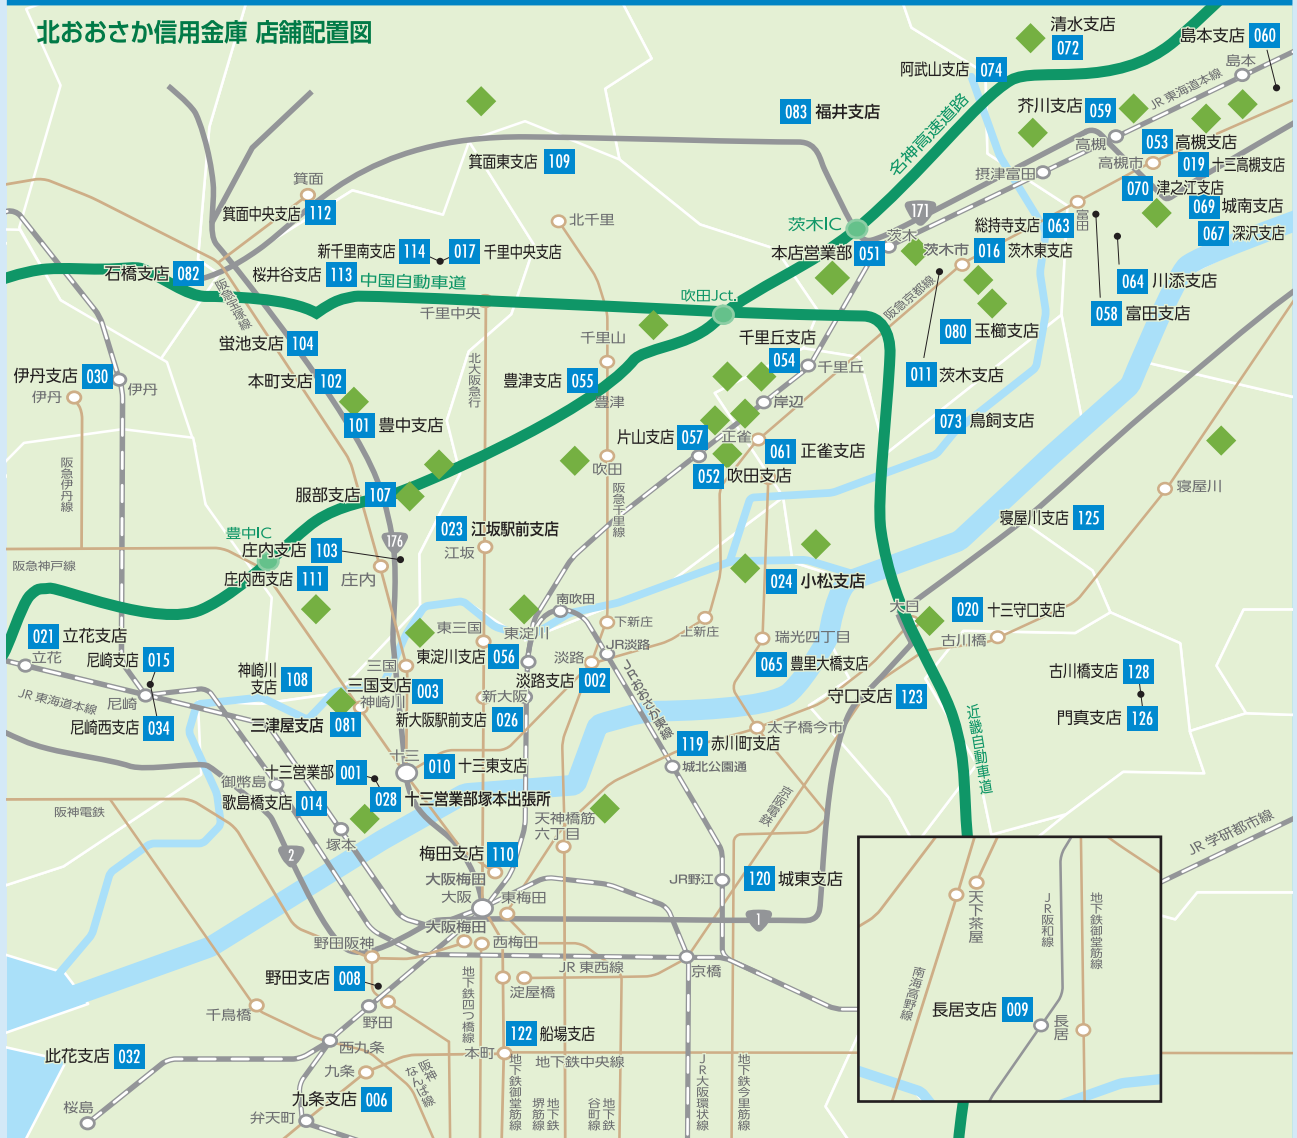 北おおさか信用金庫 店舗配置図
清水支店
072
島本支店 060
島本
阿武山支店 074
JR 東海道本線
083 福井支店
芥川支店 059
名神高速道路
高槻
053 高槻支店
箕面東支店 109
高槻市
019 十三高槻支店
摂津富田
070 津之江支店
箕面
171
069 城南支店
箕面中央支店 112
北千里
茨木IC
富田
総持寺支店 063
067 深沢支店
茨木
新千里南支店 114
017 千里中央支店
本店営業部 051
茨木市
016 茨木東支店
石橋支店 082
桜井谷支店 113
中国自動車道
064 川添支店
阪急宝塚線
吹田Jct.
阪急京都線
千里中央
058 富田支店
蛍池支店 104
千里山
千里丘支店
054
080 玉櫛支店
北大阪急行
伊丹支店 030
伊丹
伊丹
本町支店 102
豊津支店 055
千里丘
011 茨木支店
豊津
岸辺
101 豊中支店
073 鳥飼支店
片山支店 057
正雀
061 正雀支店
阪急伊丹線
吹田
052 吹田支店
服部支店 107
阪急千里線
寝屋川
023 江坂駅前支店
寝屋川支店 125
豊中IC
176
庄内支店 103
江坂
阪急神戸線
庄内西支店 111
庄内
024 小松支店
南吹田
大日
020 十三守口支店
021 立花支店
東三国
東淀川
下新庄
上新庄
瑞光四丁目
古川橋
立花
尼崎支店 015
三国
東淀川支店 056
淡路
JR淡路
065 豊里大橋支店
古川橋支店 128
神崎川
支店
108
三国支店 003
淡路支店 002
JR 東海道本線
尼崎
神崎川
新大阪
JRおおさか東線
守口支店 123
尼崎西支店 034
三津屋支店 081
新大阪駅前支店 026
門真支店 126
太子橋今市
近畿自動車道
119 赤川町支店
十三
十三営業部 001
010 十三東支店
城北公園通
御幣島
歌島橋支店 014
028 十三営業部塚本出張所
阪神電鉄
天神橋筋
六丁目
京阪電鉄
塚本
JR 学研都市線
2
梅田支店 110
大阪梅田
JR野江
120 城東支店
大阪
東梅田
1
大阪梅田
野田阪神
西梅田
JR 東西線
京橋
野田支店 008
淀屋橋
地下鉄四つ橋線
千鳥橋
野田
122 船場支店
西九条
本町
地下鉄中央線
此花支店 032
九条
阪神なんば線
地下鉄御堂筋線
JR大阪環状線
地下鉄今里筋線
九条支店 006
地下鉄
堺筋線
地下鉄
谷町線
桜島
弁天町
天下茶屋
JR阪和線
地下鉄御堂筋線
南海高野線
長居支店 009
長居